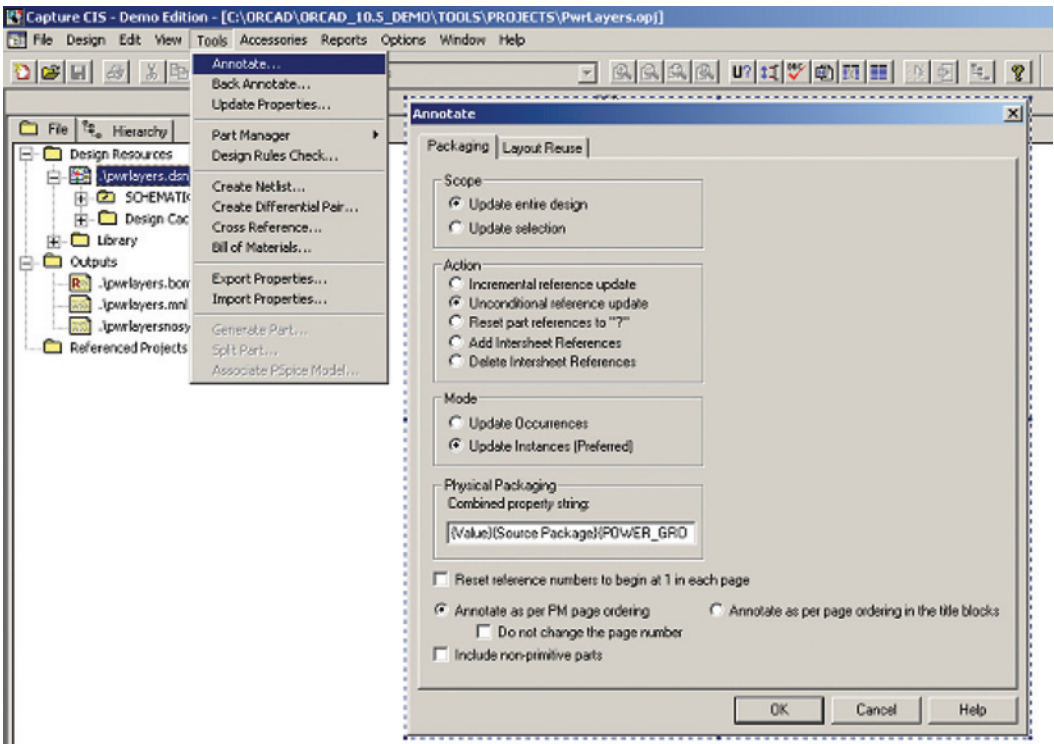 Capture CIS - Demo Edition - [C:\ORCAD\ORCAD_10.5_DEMO\TOOLS\PROJECTS\PwrLayers.opj]
File Design Edit View Tools Accessories Reports Options Window Help
U?
File Hierarchy
Design Resources
.\pwrlayers.dsn
SCHEMATI
Design Cac
Library
Outputs
.\pwrlayers.bom
.\pwrlayers.mnl
.\pwrlayersnosy
Referenced Projects
Annotate...
Back Annotate...
Update Properties...
Part Manager
Design Rules Check...
Create Netlist...
Create Differential Pair...
Cross Reference...
Bill of Materials...
Export Properties...
Import Properties...
Generate Part...
Split Part...
Associate PSpice Model...
Annotate
Packaging Layout Reuse
Scope
Update entire design
Update selection
Action
Incremental reference update
Unconditional reference update
Reset part references to "?"
Add Intersheet References
Delete Intersheet References
Mode
Update Occurrences
Update Instances (Preferred)
Physical Packaging
Combined property string:
{Value}{Source Package}{POWER_GRO
Reset reference numbers to begin at 1 in each page
Annotate as per PM page ordering Annotate as per page ordering in the title blocks
Do not change the page number
Include non-primitive parts
OK Cancel Help